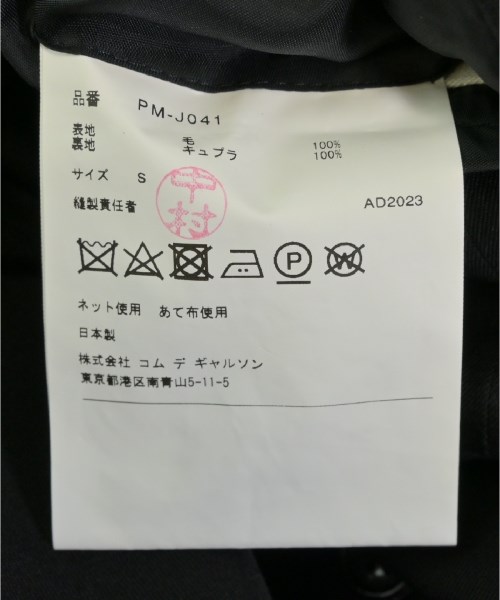 品番 PM-J041
表地 毛 100%
裏地 キュプラ 100%
サイズ S
縫製責任者 中村 AD2023
P W
ネット使用 あて布使用
日本製
株式会社 コム デ ギャルソン
東京都港区南青山5-11-5